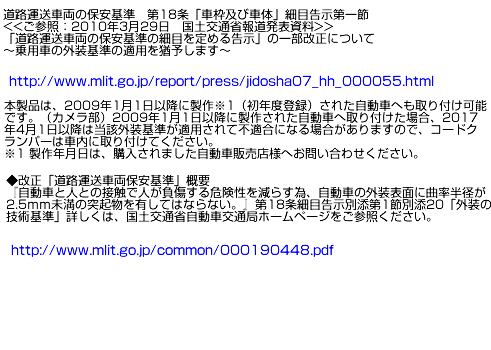 道路運送車両の保安基準　第18条「車枠及び車体」細目告示第一節
<<ご参照：2010年3月29日　国土交通省報道発表資料>>
「道路運送車両の保安基準の細目を定める告示」の一部改正について
～乗用車の外装基準の適用を猶予します～
http://www.mlit.go.jp/report/press/jidosha07_hh_000055.html
本製品は、2009年1月1日以降に製作※1（初年度登録）された自動車へも取り付け可能
です。（カメラ部）2009年1月1日以降に製作された自動車へ取り付けた場合、2017
年4月1日以降は当該外装基準が適用されて不適合になる場合がありますので、コードク
ランパーは車内に取り付けてください。
※1 製作年月日は、購入されました自動車販売店様へお問い合わせください。
◆改正「道路運送車両保安基準」概要
「自動車と人との接触で人が負傷する危険性を減らす為、自動車の外装表面に曲率半径が
2.5mm未満の突起物を有してはならない。」第18条細目告示別添第1節別添20「外装の
技術基準」詳しくは、国土交通省自動車交通局ホームページをご参照ください。
http://www.mlit.go.jp/common/000190448.pdf